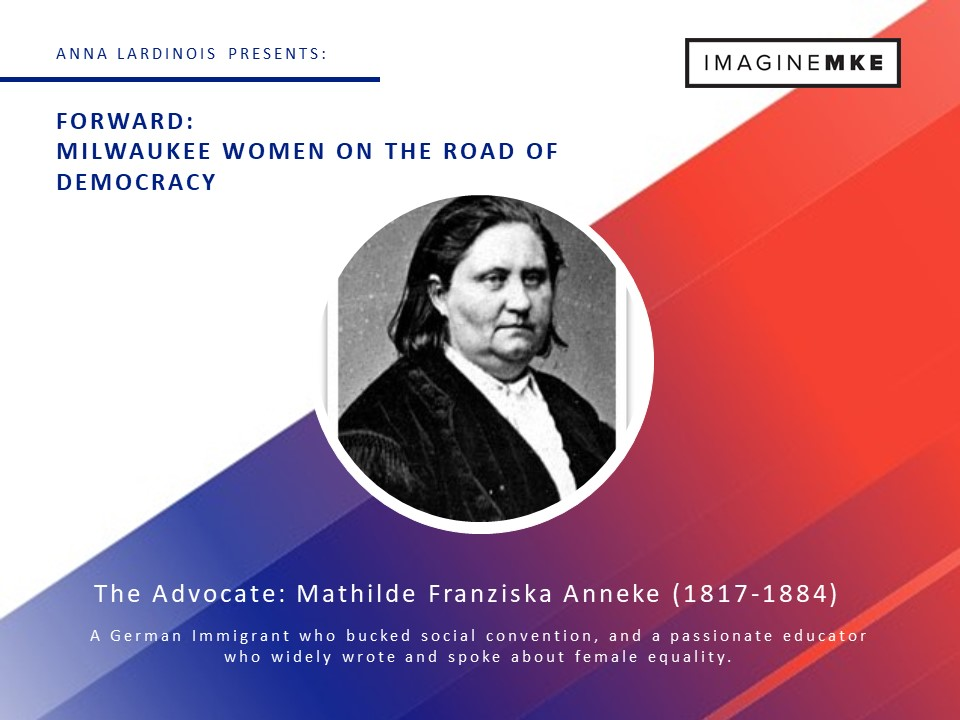 ANNA LARDINOIS PRESENTS:
IMAGINEMKE
FORWARD:
MILWAUKEE WOMEN ON THE ROAD OF
DEMOCRACY
The Advocate: Mathilde Franziska Anneke (1817-1884)
A German Immigrant who bucked social convention, and a passionate educator
who widely wrote and spoke about female equality.